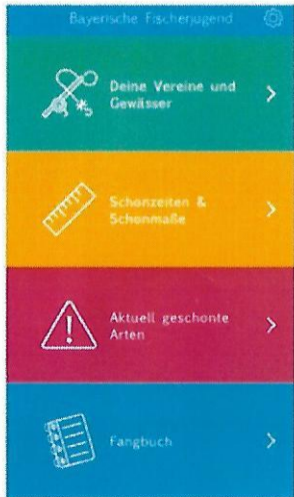 Bayerische Fischerjugend
Deine Vereine und
Gewässer
Schonzeiten &
Schonmaße
Aktuell geschonte
Arten
Fangbuch